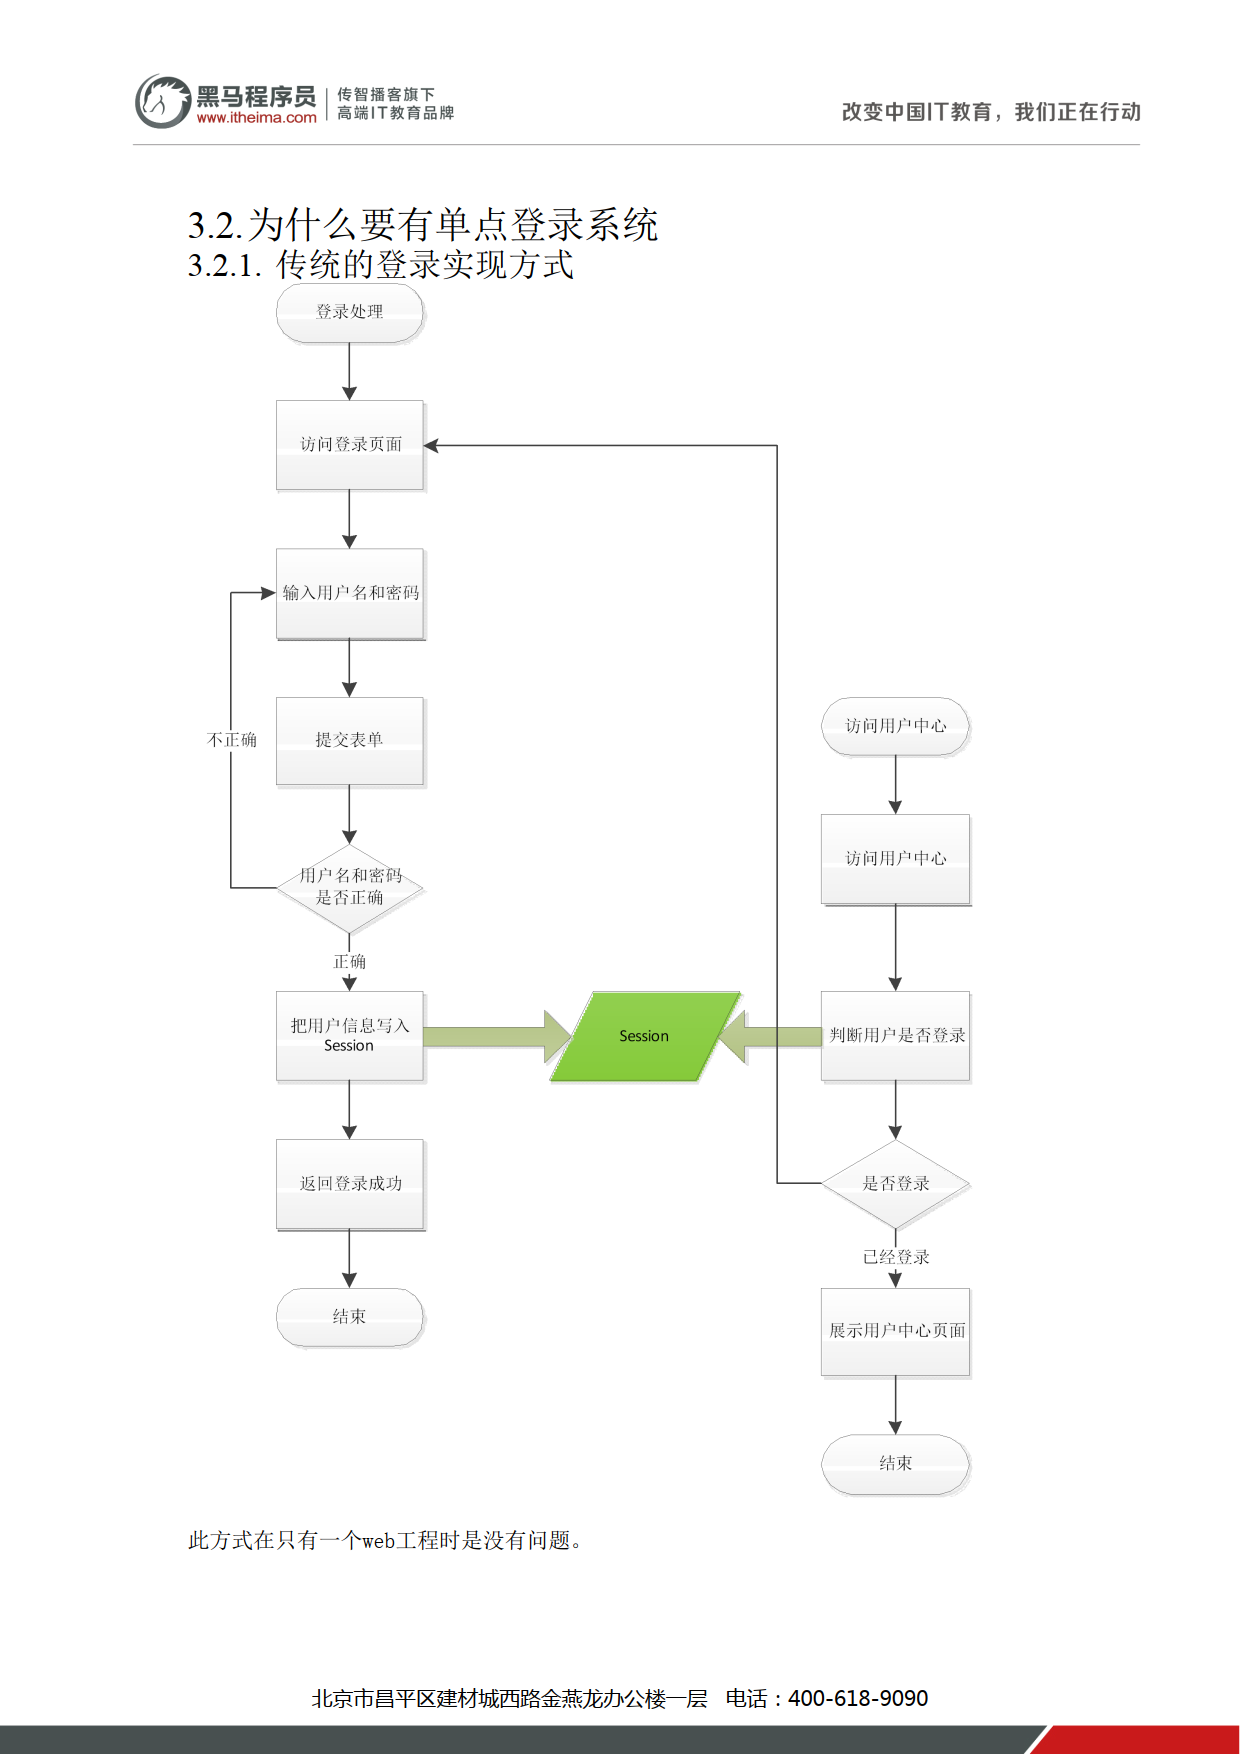 黑马程序员
www.itheima.com
传智播客旗下
高端IT教育品牌
改变中国IT教育，我们正在行动
3.2.为什么要有单点登录系统
3.2.1. 传统的登录实现方式
登录处理
访问登录页面
输入用户名和密码
不正确
提交表单
用户名和密码
是否正确
正确
把用户信息写入
Session
返回登录成功
结束
Session
访问用户中心
访问用户中心
判断用户是否登录
是否登录
已经登录
展示用户中心页面
结束
此方式在只有一个web工程时是没有问题。
北京市昌平区建材城西路金燕龙办公楼一层 电话：400-618-9090